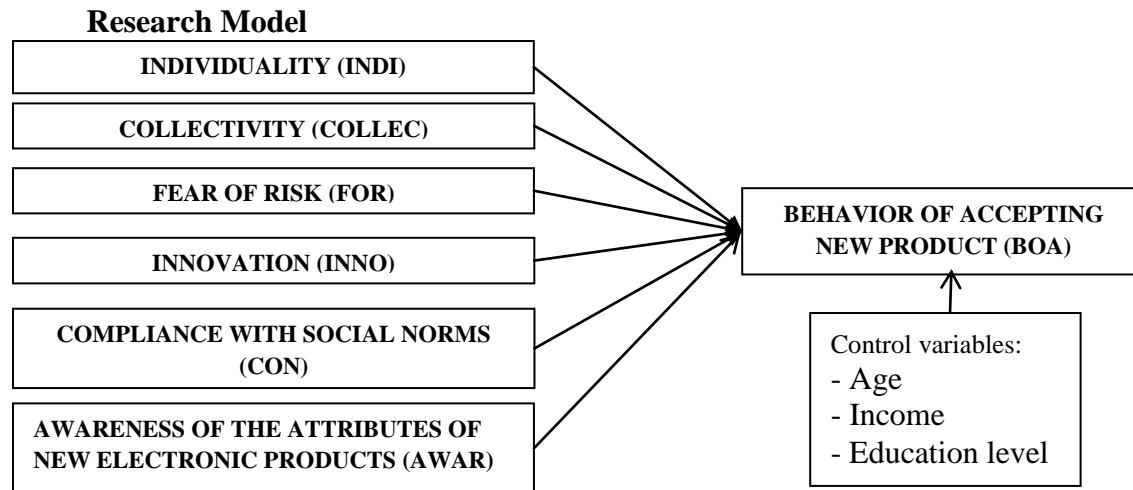 Research Model
INDIVIDUALITY (INDI)
COLLECTIVITY (COLLEC)
FEAR OF RISK (FOR)
INNOVATION (INNO)
COMPLIANCE WITH SOCIAL NORMS
(CON)
AWARENESS OF THE ATTRIBUTES OF
NEW ELECTRONIC PRODUCTS (AWAR)
BEHAVIOR OF ACCEPTING
NEW PRODUCT (BOA)
Control variables:
- Age
- Income
- Education level